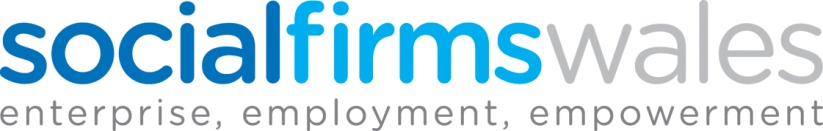 socialfirmswales
enterprise, employment, empowerment